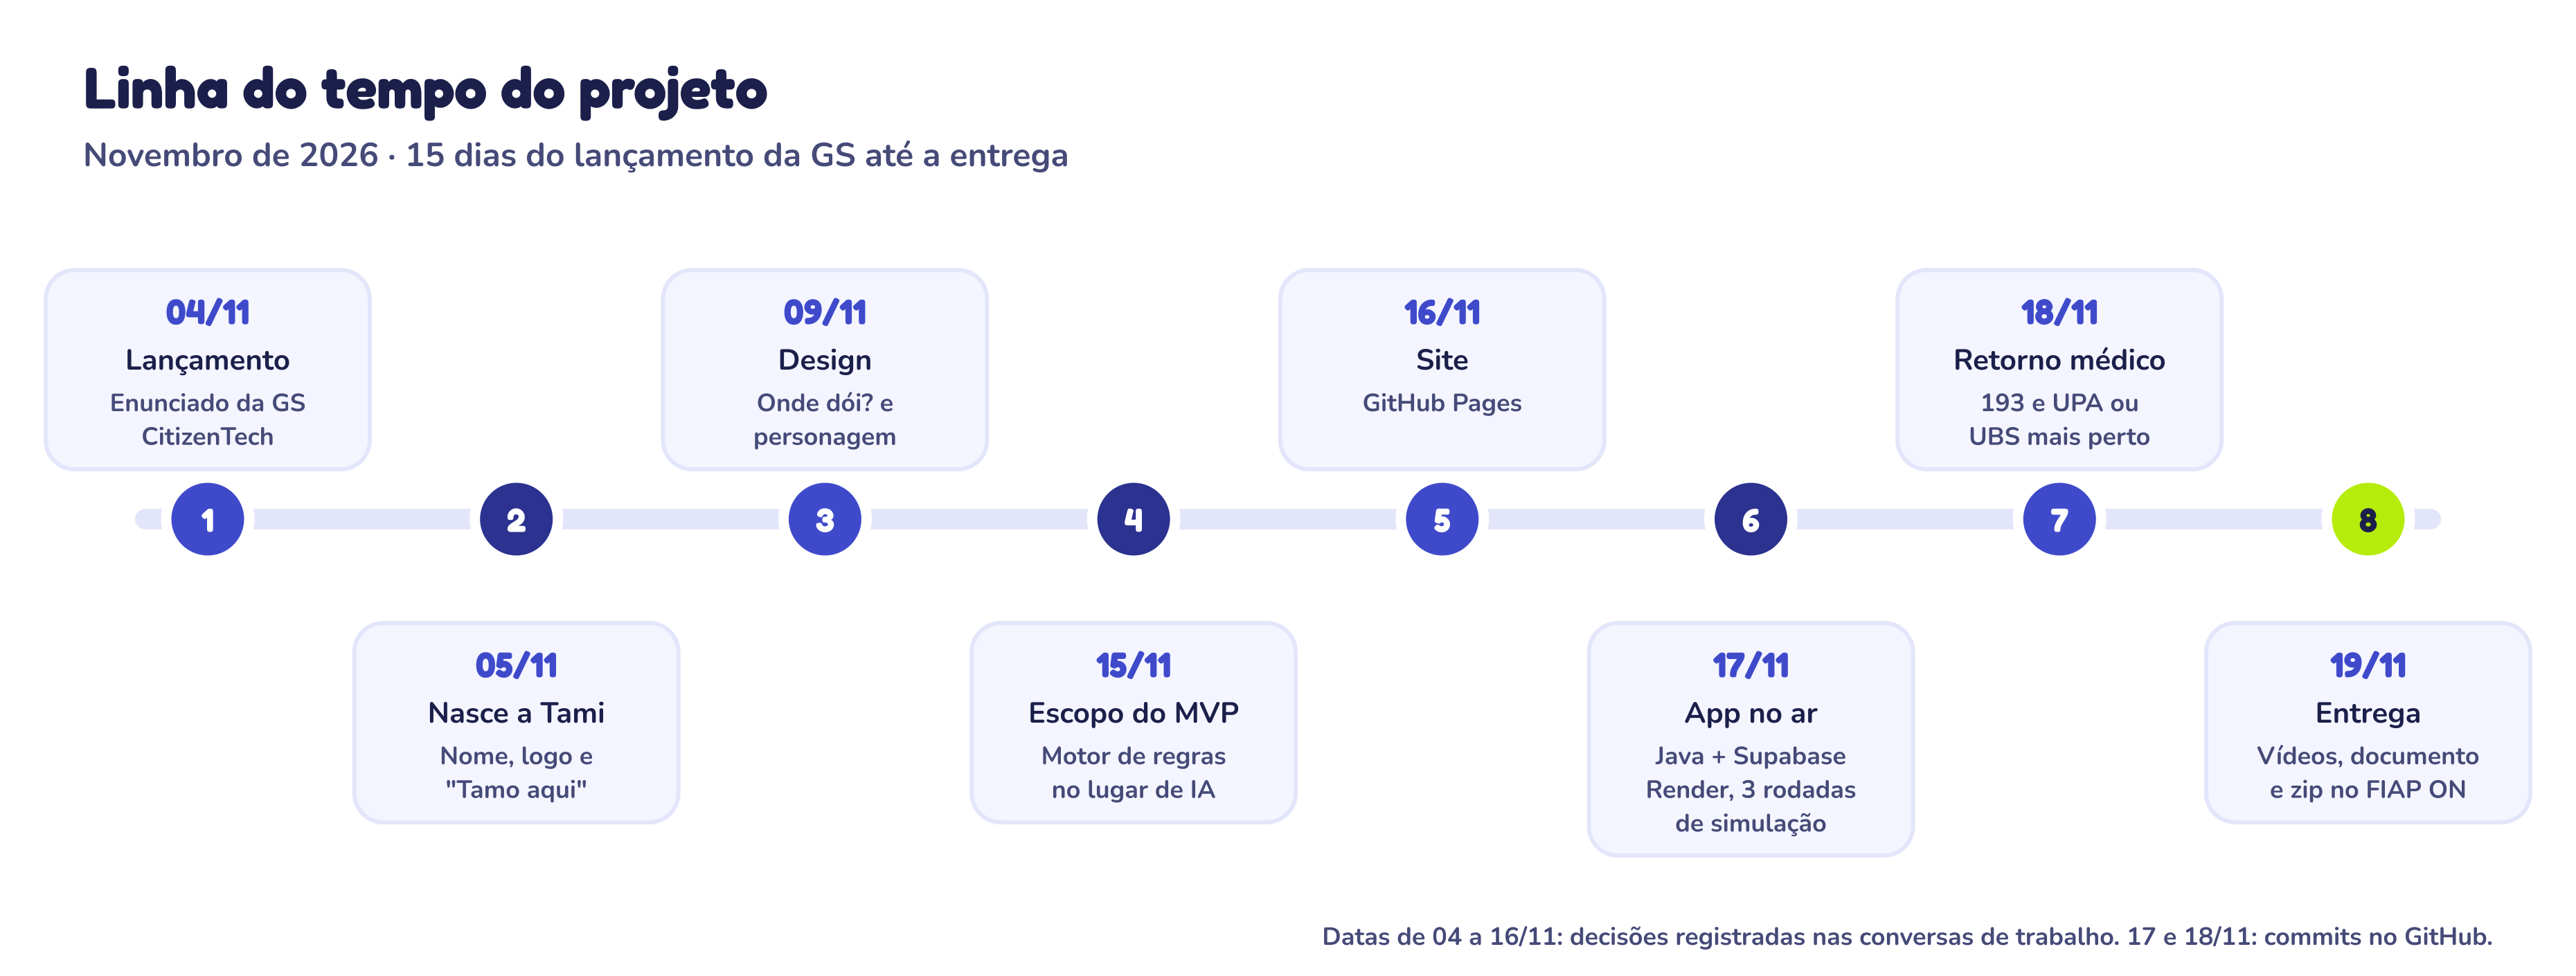 Linha do tempo do projeto
Novembro de 2026 · 15 dias do lançamento da GS até a entrega
04/11
Lançamento
Enunciado da GS
CitizenTech
09/11
Design
Onde dói? e
personagem
16/11
Site
GitHub Pages
18/11
Retorno médico
193 e UPA ou
UBS mais perto
1
2
3
4
5
6
7
8
05/11
Nasce a Tami
Nome, logo e
"Tamo aqui"
15/11
Escopo do MVP
Motor de regras
no lugar de IA
17/11
App no ar
Java + Supabase
Render, 3 rodadas
de simulação
19/11
Entrega
Vídeos, documento
e zip no FIAP ON
Datas de 04 a 16/11: decisões registradas nas conversas de trabalho. 17 e 18/11: commits no GitHub.